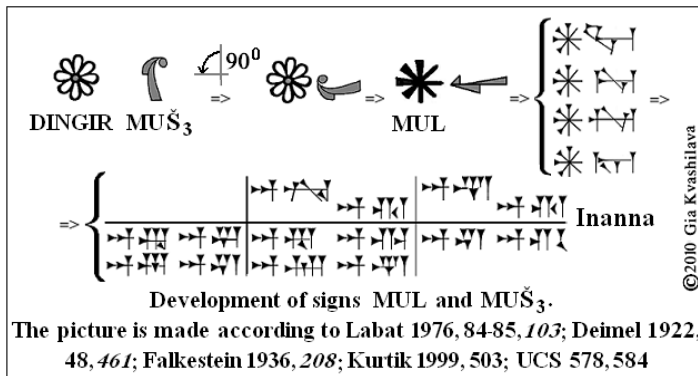 90⁰
=> => => =>
DINGIR MUŠ₃ MUL
=> Inanna
Development of signs MUL and MUŠ₃.
The picture is made according to Labat 1976, 84-85, 103; Deimel 1922,
48, 461; Falkestein 1936, 208; Kurtik 1999, 503; UCS 578, 584
©2010 Gia Kvashilava